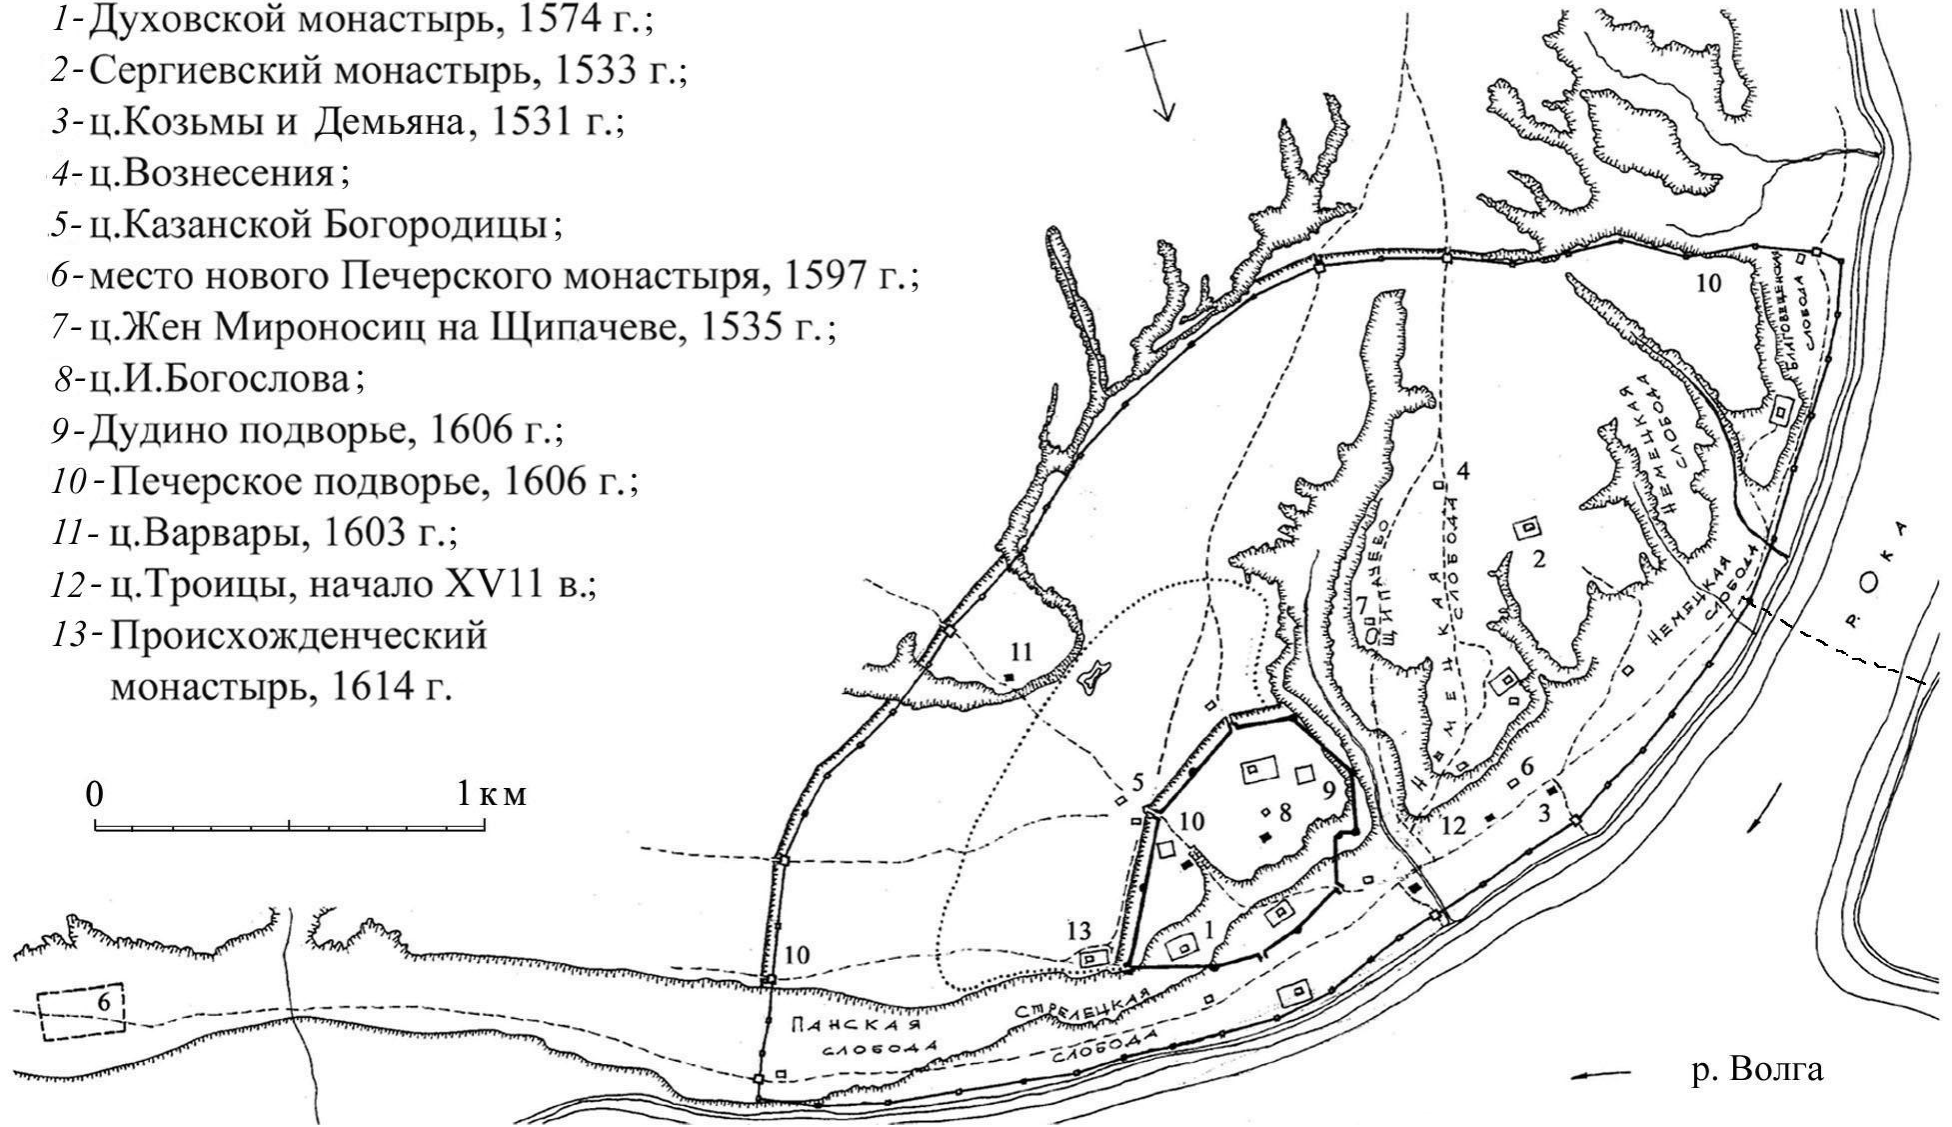 1-Духовской монастырь, 1574 г.;
2-Сергиевский монастырь, 1533 г.;
3-ц.Козьмы и Демьяна, 1531 г.;
4-ц.Вознесения;
5-ц.Казанской Богородицы;
6-место нового Печерского монастыря, 1597 г.;
7-ц.Жен Мироносиц на Щипачеве, 1535 г.;
8-ц.И.Богослова;
9-Дудино подворье, 1606 г.;
10-Печерское подворье, 1606 г.;
11- ц.Варвары, 1603 г.;
12- ц.Троицы, начало XV11 в.;
13- Происхожденческий
монастырь, 1614 г.
0 1 км
10
БЛАГОВЕЩЕНСКАЯ
СЛОБОДА
НЕМЕЦКАЯ
СЛОБОДА
4
2
НЕМЕЦКАЯ
СЛОБОДА
7
ЩИПАЧЕВО
НЕМЕЦКАЯ
СЛОБОДА
Р. ОКА
11
5
10
8
9
6
12
3
13
1
10
6
ПАНСКАЯ
СЛОБОДА
СТРЕЛЕЦКАЯ
СЛОБОДА
р. Волга